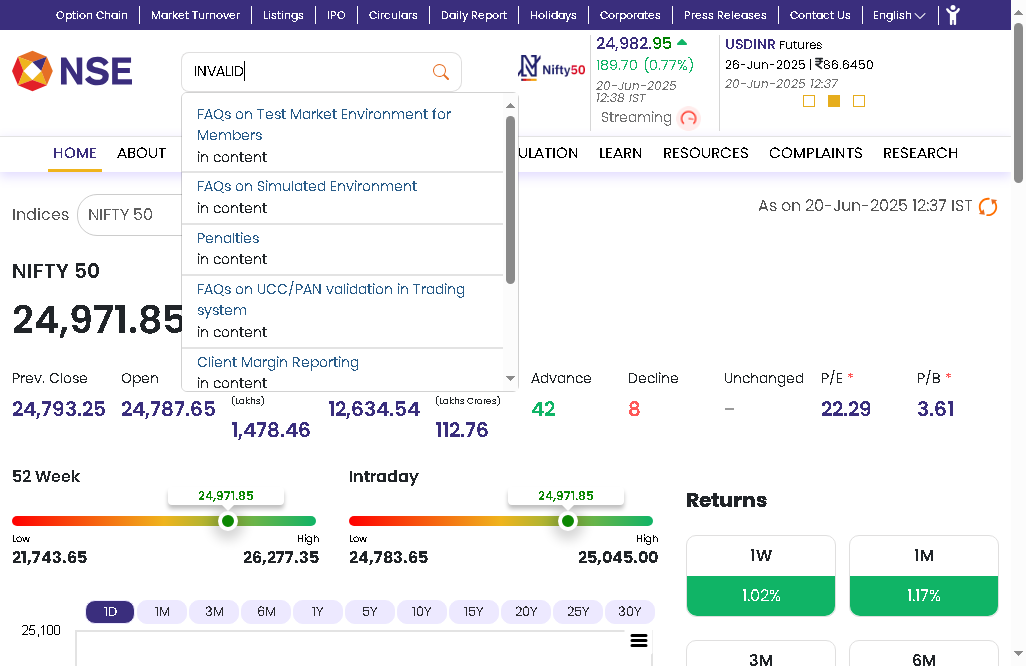 Option Chain Market Turnover Listings IPO Circulars Daily Report Holidays Corporates Press Releases Contact Us English
NSE
INVALID
Nifty50
24,982.95
189.70 (0.77%)
20-Jun-2025
12:38 IST
Streaming
USDINR Futures
26-Jun-2025 | ₹86.6450
20-Jun-2025 12:37
FAQs on Test Market Environment for
Members
in content
FAQs on Simulated Environment
in content
Penalties
in content
FAQs on UCC/PAN validation in Trading
system
in content
Client Margin Reporting
in content
HOME ABOUT ULATION LEARN RESOURCES COMPLAINTS RESEARCH
Indices NIFTY 50
As on 20-Jun-2025 12:37 IST
NIFTY 50
24,971.85
Prev. Close Open Advance Decline Unchanged P/E * P/B *
(Lakhs) (Lakhs Crores)
24,793.25 24,787.65 12,634.54 42 8 - 22.29 3.61
1,478.46 112.76
52 Week
24,971.85
Low High
21,743.65 26,277.35
Intraday
24,971.85
Low High
24,783.65 25,045.00
Returns
1W 1M
1.02% 1.17%
3M 6M
1D 1M 3M 6M 1Y 5Y 10Y 15Y 20Y 25Y 30Y
25,100